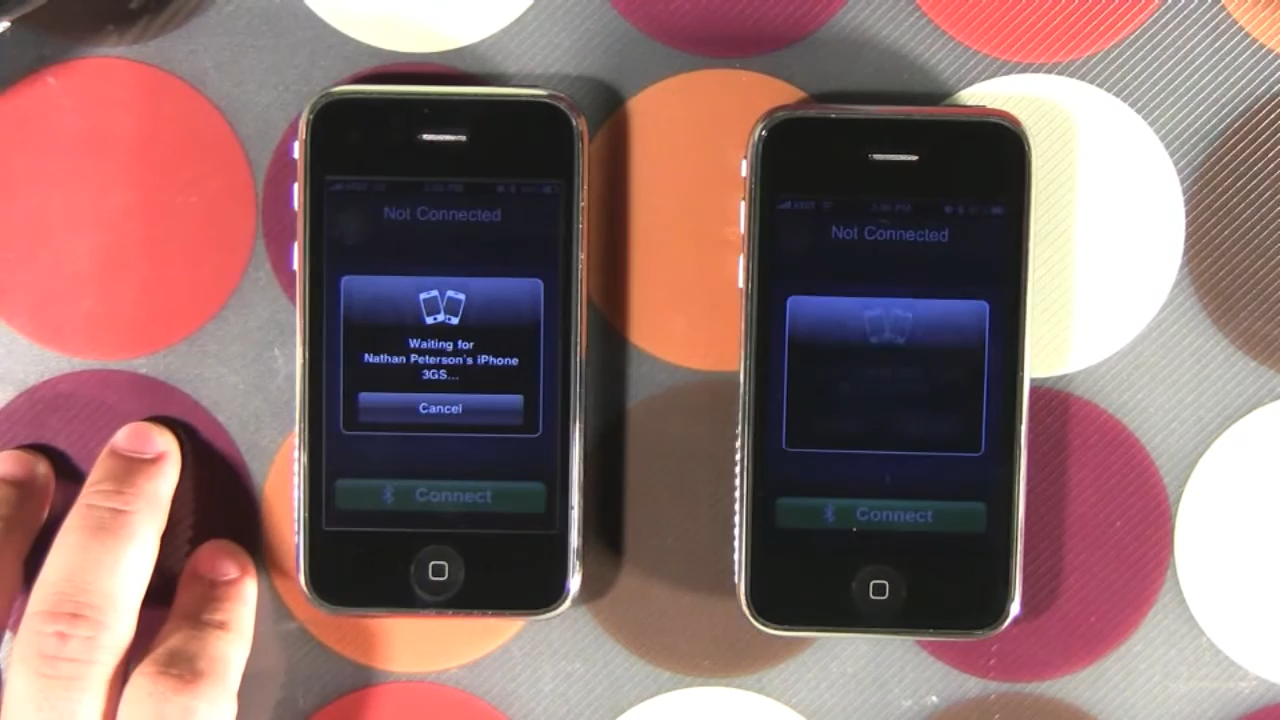 Not Connected
Waiting for
Nathan Peterson's iPhone
3GS...
Cancel
Connect
Not Connected
Connect